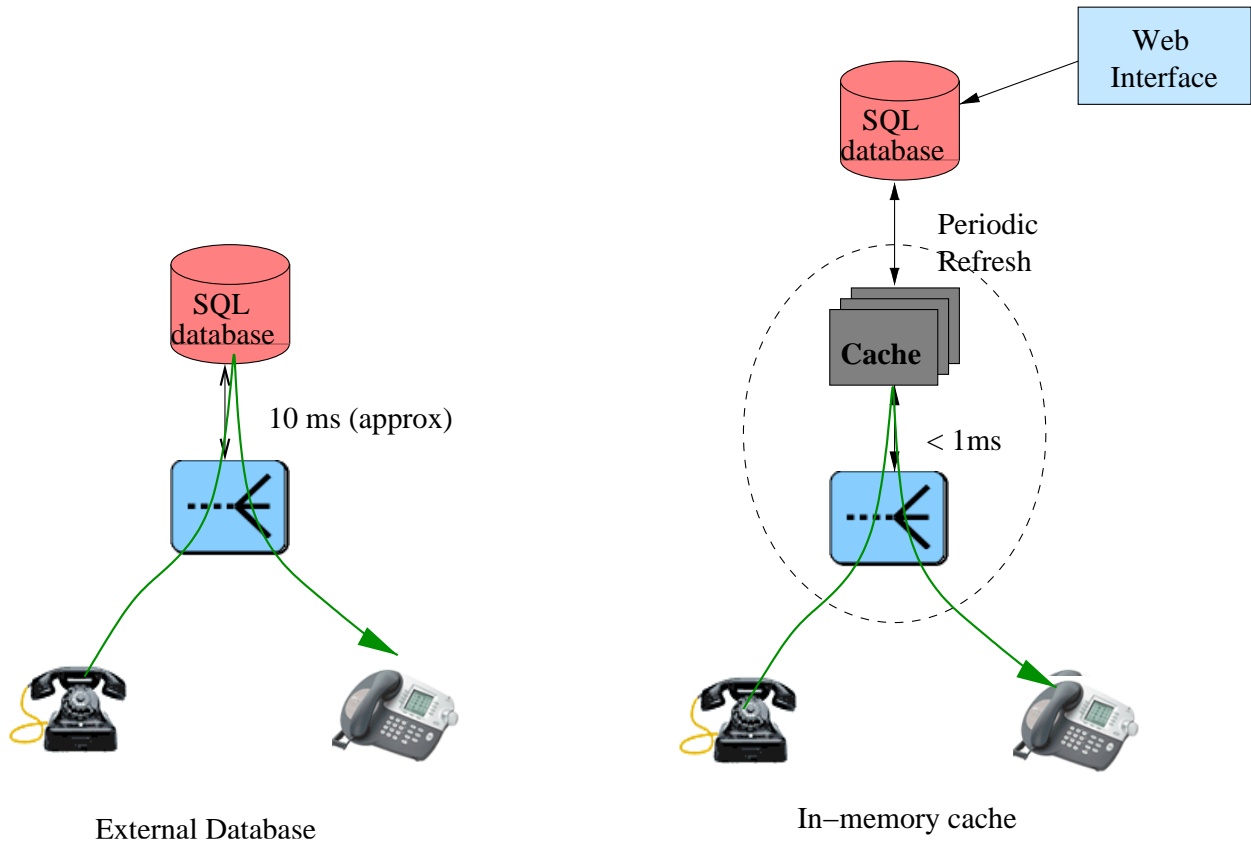 Web
Interface
SQL
database
Periodic
Refresh
SQL
database
Cache
10 ms (approx)
< 1ms
External Database
In−memory cache